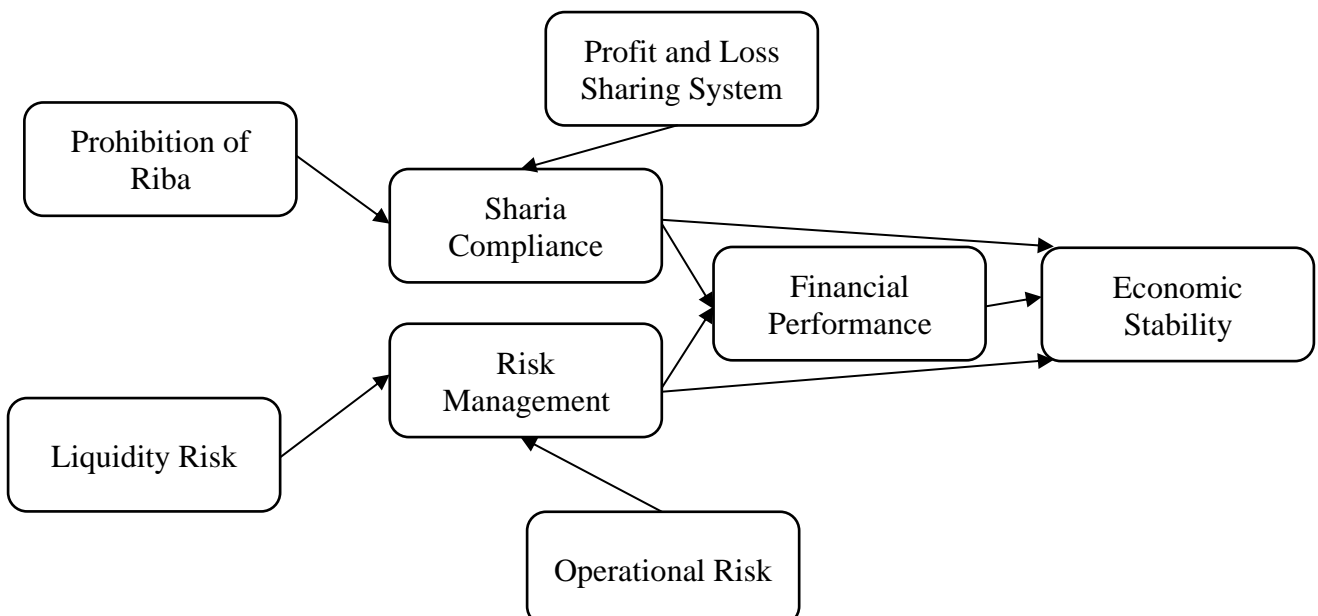 Profit and Loss
Sharing System
Prohibition of
Riba
Sharia
Compliance
Financial
Performance
Economic
Stability
Risk
Management
Liquidity Risk
Operational Risk